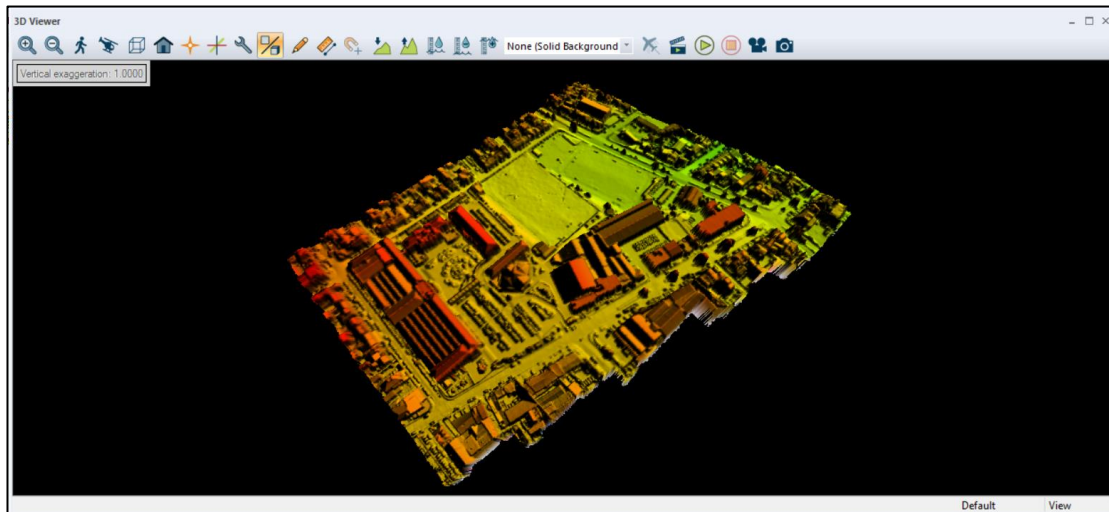 3D Viewer
None (Solid Background
Vertical exaggeration: 1.0000
Default View